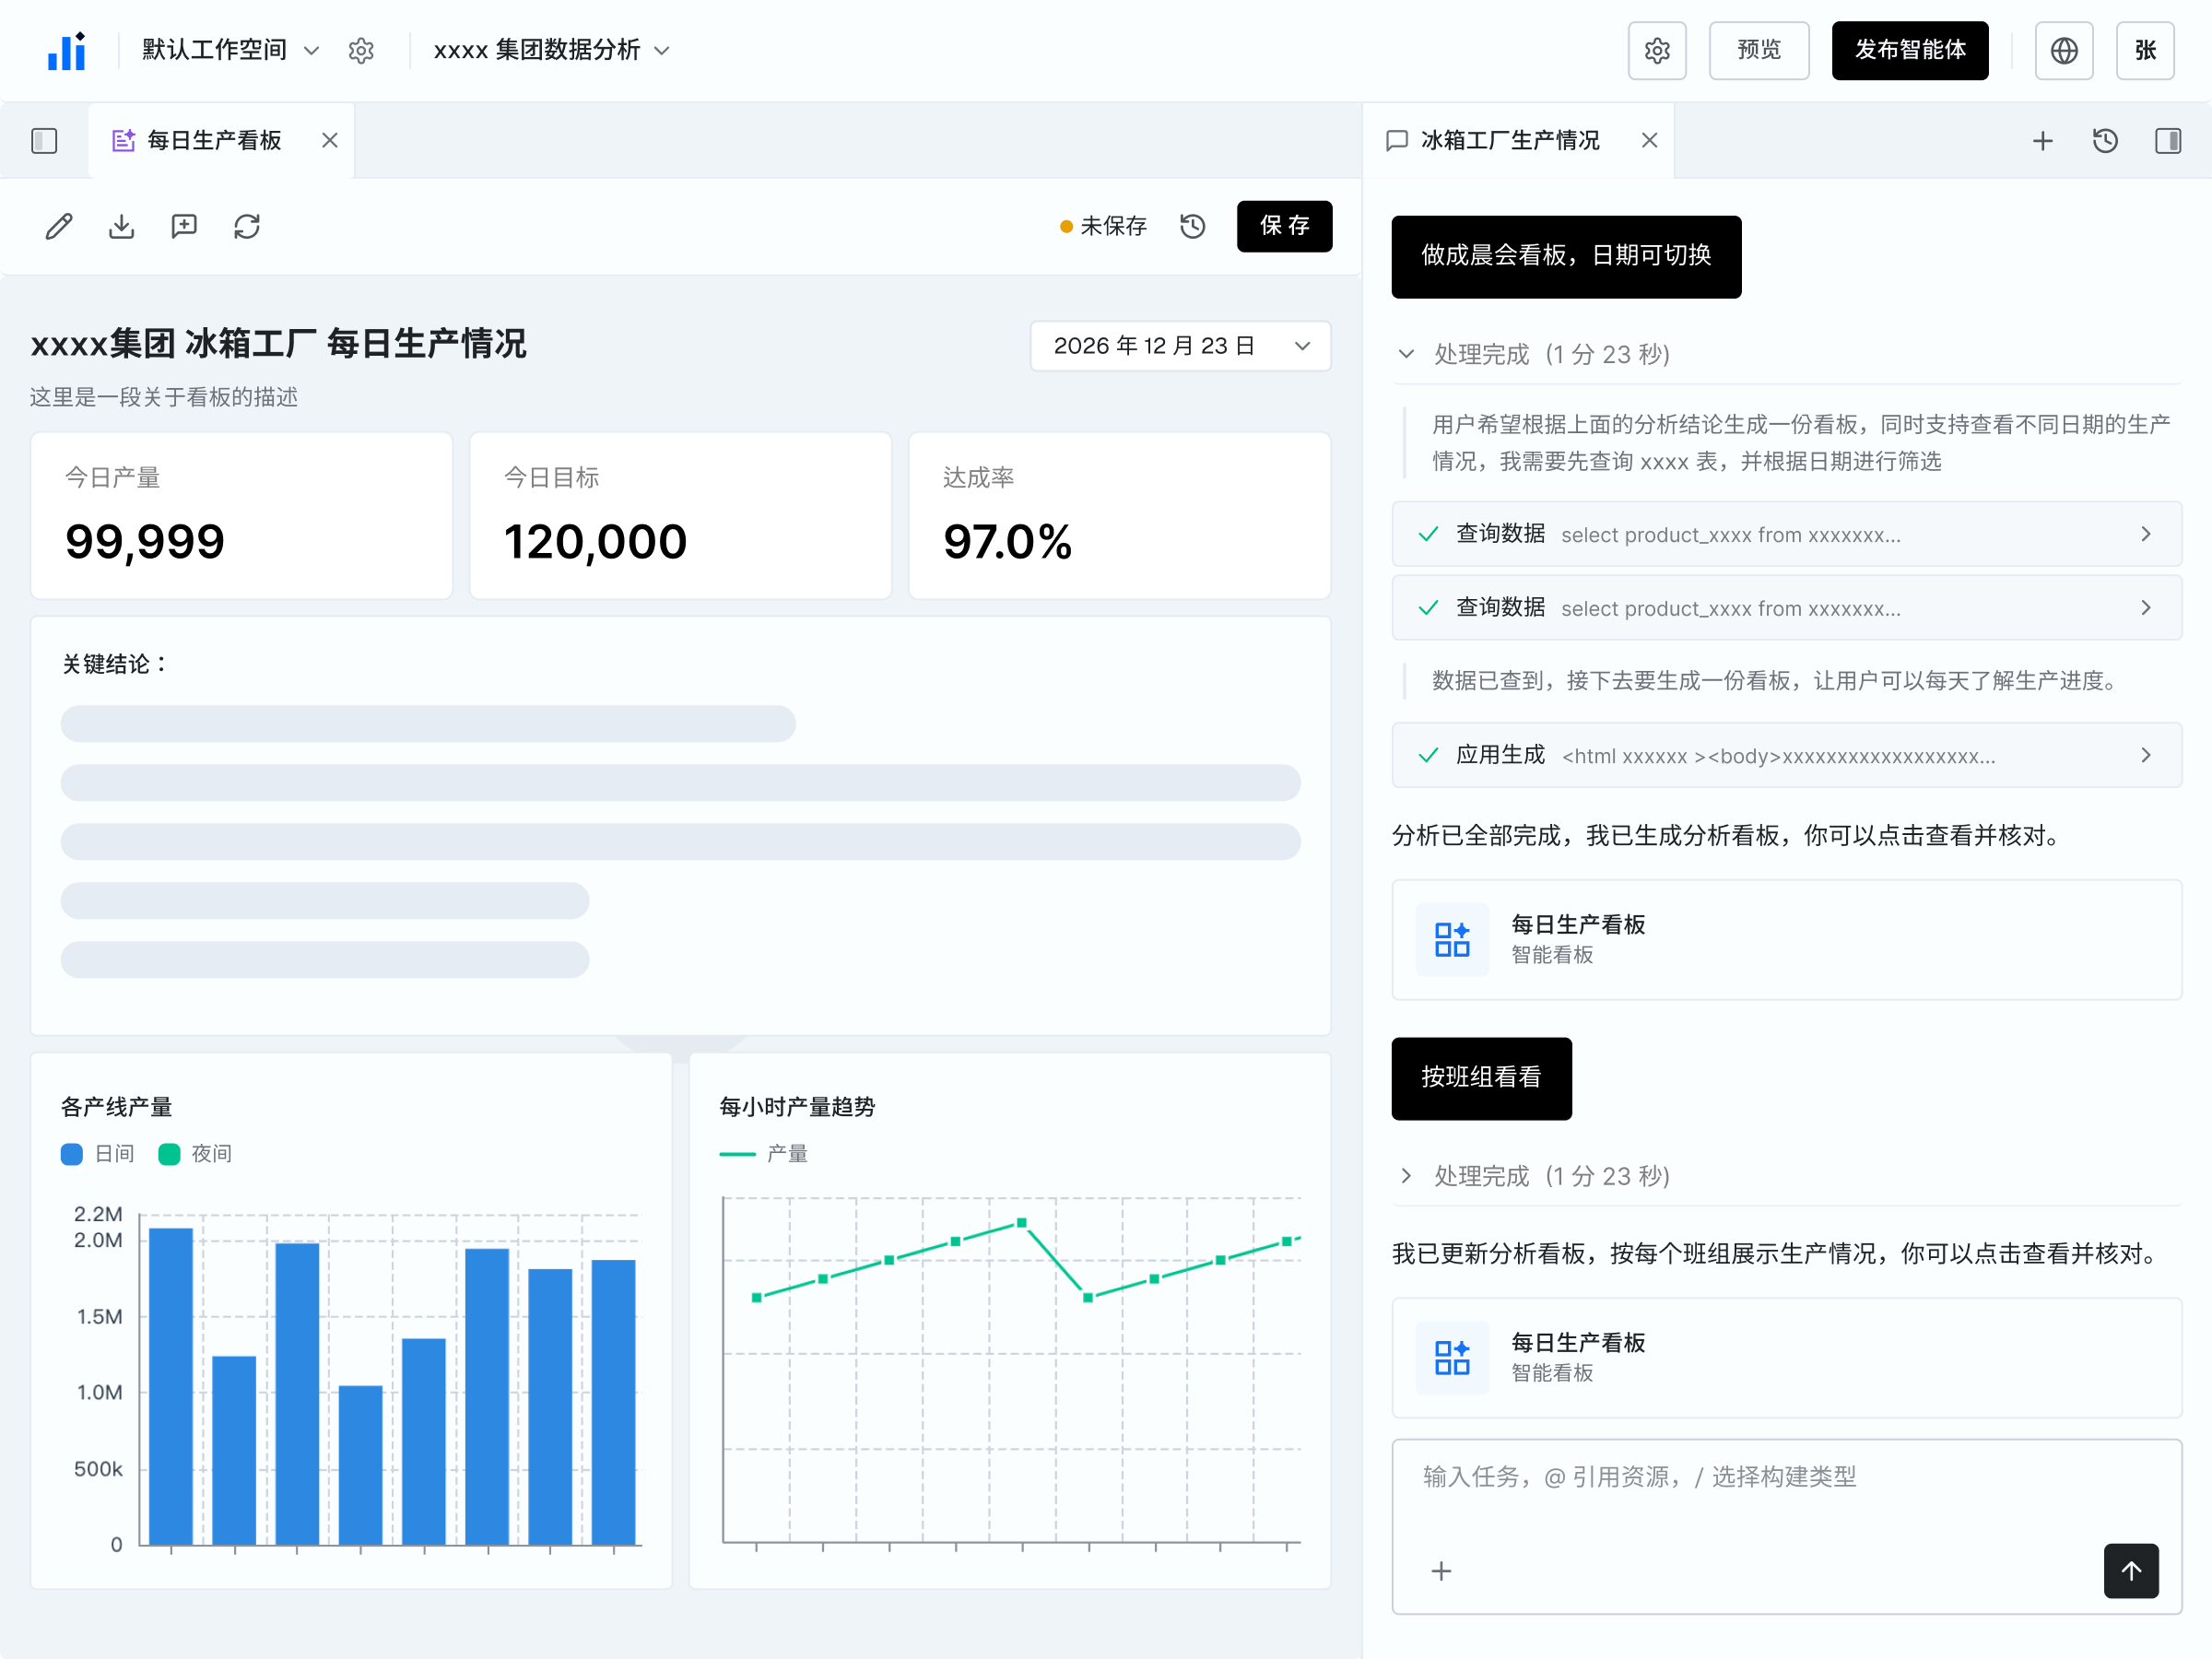 默认工作空间
xxxx 集团数据分析
预览
发布智能体
张
每日生产看板
未保存
保 存
xxxx集团 冰箱工厂 每日生产情况
2026 年 12 月 23 日
这里是一段关于看板的描述
今日产量
99,999
今日目标
120,000
达成率
97.0%
关键结论：
各产线产量
日间
夜间
2.2M
2.0M
1.5M
1.0M
500k
0
每小时产量趋势
产量
冰箱工厂生产情况
做成晨会看板，日期可切换
处理完成（1 分 23 秒）
用户希望根据上面的分析结论生成一份看板，同时支持查看不同日期的生产
情况，我需要先查询 xxxx 表，并根据日期进行筛选
查询数据 select product_xxxx from xxxxxxx...
查询数据 select product_xxxx from xxxxxxx...
数据已查到，接下去要生成一份看板，让用户可以每天了解生产进度。
应用生成 <html xxxxxx ><body>xxxxxxxxxxxxxxxxxx...
分析已全部完成，我已生成分析看板，你可以点击查看并核对。
每日生产看板
智能看板
按班组看看
处理完成（1 分 23 秒）
我已更新分析看板，按每个班组展示生产情况，你可以点击查看并核对。
每日生产看板
智能看板
输入任务，@ 引用资源，/ 选择构建类型